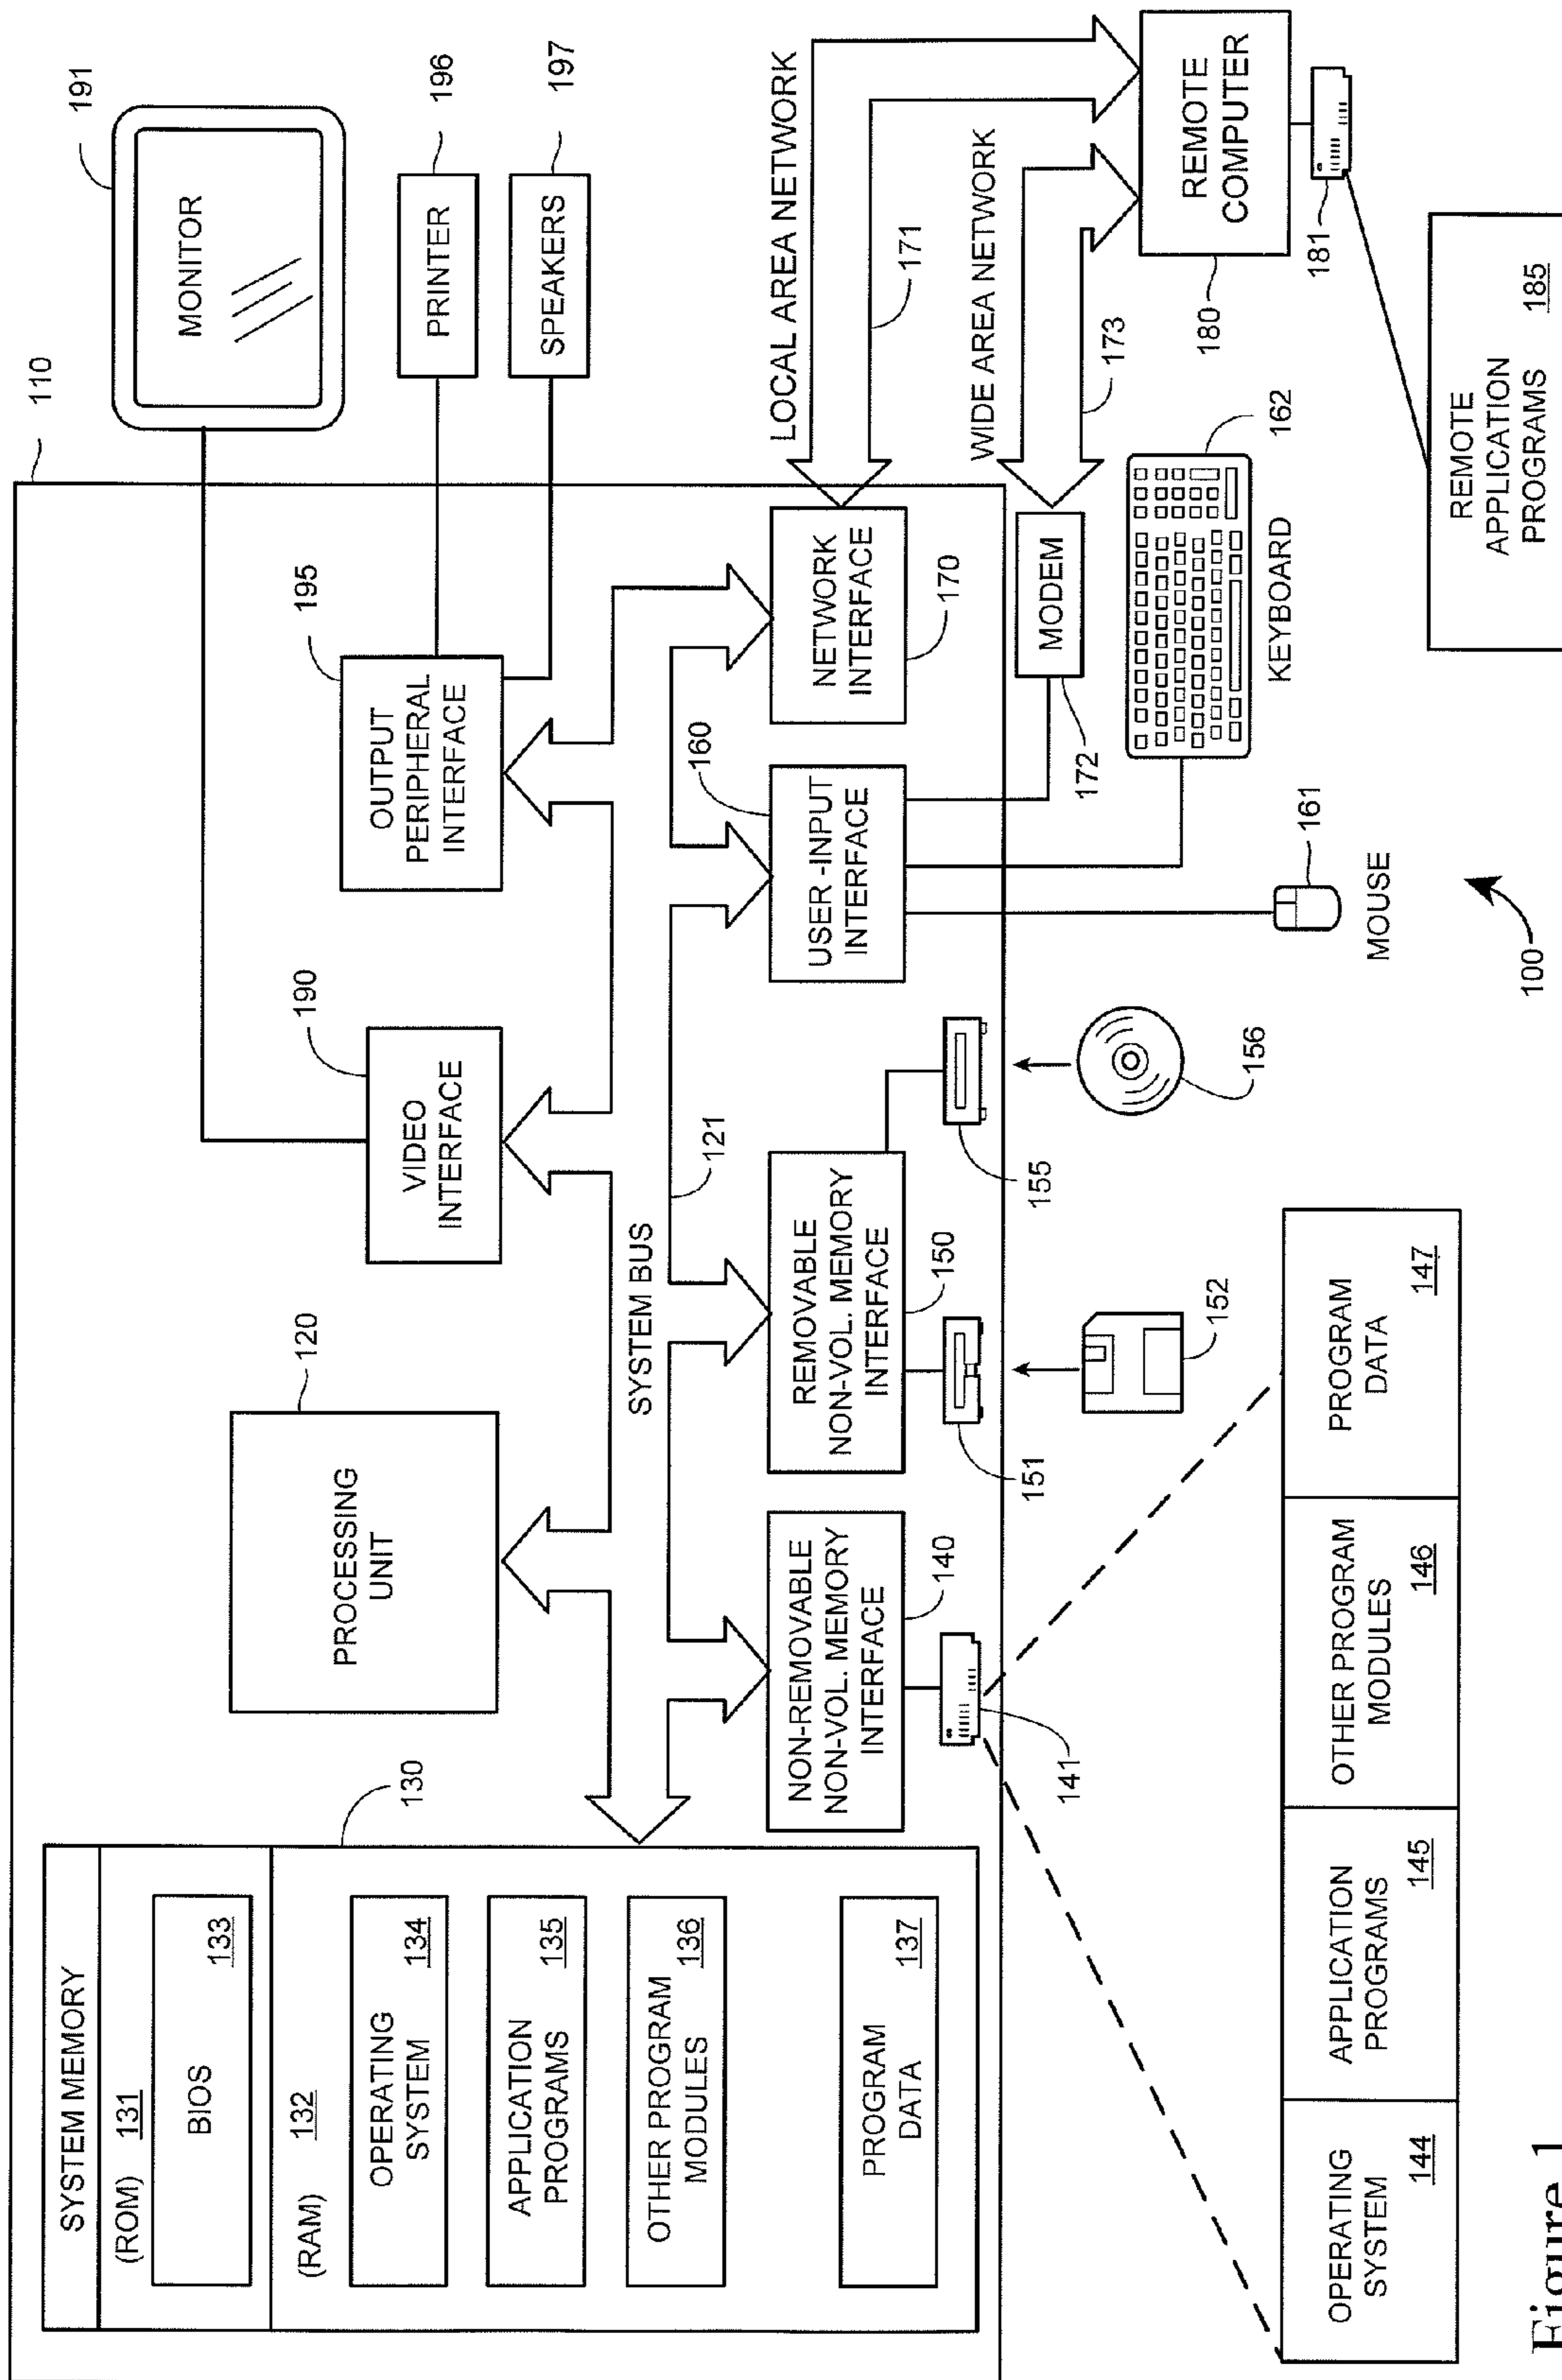 SYSTEM MEMORY
(ROM) 131
BIOS
133
(RAM) 132
OPERATING
SYSTEM
134
APPLICATION
PROGRAMS
135
OTHER PROGRAM
MODULES
136
PROGRAM
DATA
137
130
PROCESSING
UNIT
120
VIDEO
INTERFACE
190
OUTPUT
PERIPHERAL
INTERFACE
195
110
MONITOR
191
PRINTER
196
SPEAKERS
197
SYSTEM BUS
121
NON-REMOVABLE
NON-VOL. MEMORY
INTERFACE
140
REMOVABLE
NON-VOL. MEMORY
INTERFACE
150
USER-INPUT
INTERFACE
160
NETWORK
INTERFACE
170
LOCAL AREA NETWORK
171
WIDE AREA NETWORK
173
MODEM
172
141
151
155
152
156
MOUSE
161
KEYBOARD
162
REMOTE
COMPUTER
180
181
REMOTE
APPLICATION
PROGRAMS
185
OPERATING
SYSTEM
144
APPLICATION
PROGRAMS
145
OTHER PROGRAM
MODULES
146
PROGRAM
DATA
147
100
Figure 1